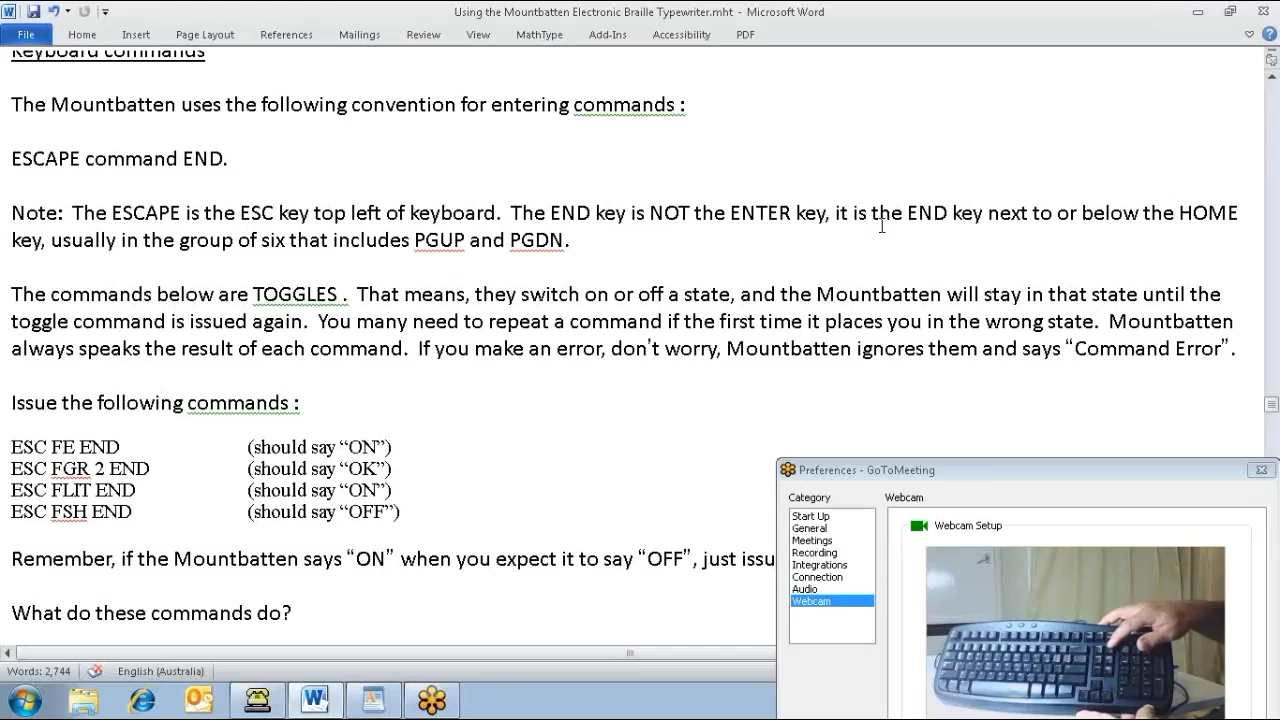 Using the Mountbatten Electronic Braille Typewriter.mht - Microsoft Word
File Home Insert Page Layout References Mailings Review View MathType Add-Ins Accessibility PDF
Keyboard commands
The Mountbatten uses the following convention for entering commands :
ESCAPE command END.
Note:  The ESCAPE is the ESC key top left of keyboard.  The END key is NOT the ENTER key, it is the END key next to or below the HOME
key, usually in the group of six that includes PGUP and PGDN.
The commands below are TOGGLES .  That means, they switch on or off a state, and the Mountbatten will stay in that state until the
toggle command is issued again.  You many need to repeat a command if the first time it places you in the wrong state.  Mountbatten
always speaks the result of each command.  If you make an error, don't worry, Mountbatten ignores them and says “Command Error”.
Issue the following commands :
ESC FE END (should say “ON”)
ESC FGR 2 END (should say “OK”)
ESC FLIT END (should say “ON”)
ESC FSH END (should say “OFF”)
Remember, if the Mountbatten says “ON” when you expect it to say “OFF”, just issu
What do these commands do?
Preferences - GoToMeeting
Category
Start Up
General
Meetings
Recording
Integrations
Connection
Audio
Webcam
Webcam
Webcam Setup
Words: 2,744 English (Australia)